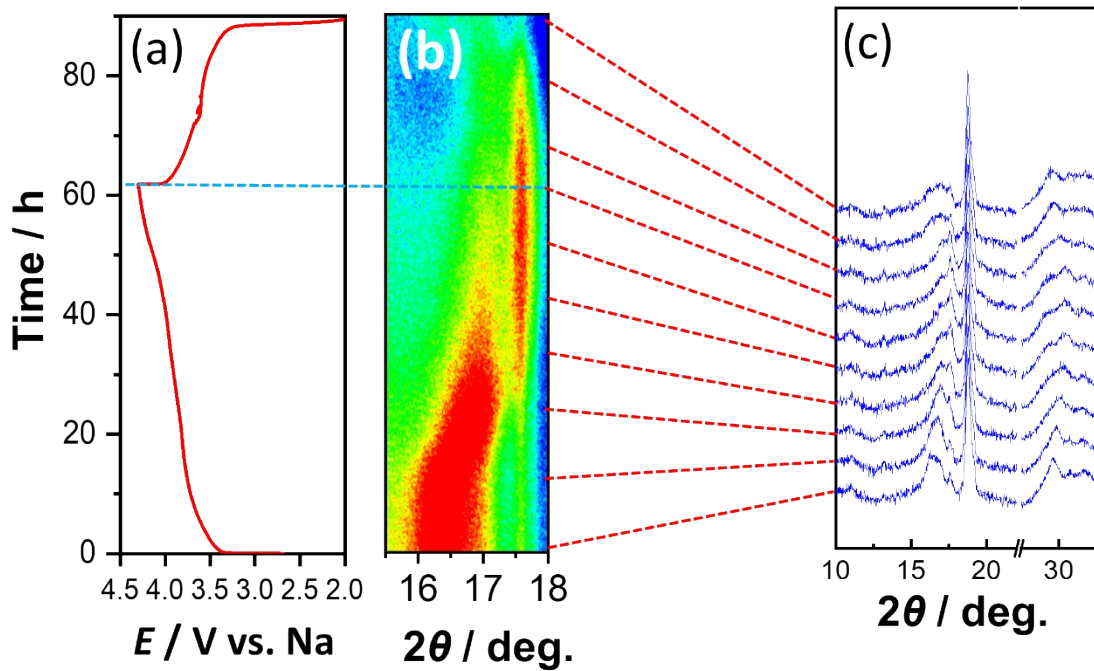 (a)
(b)
(c)
Time / h
80
60
40
20
0
4.5 4.0 3.5 3.0 2.5 2.0
E / V vs. Na
16 17 18
2θ / deg.
10 15 20 30
2θ / deg.